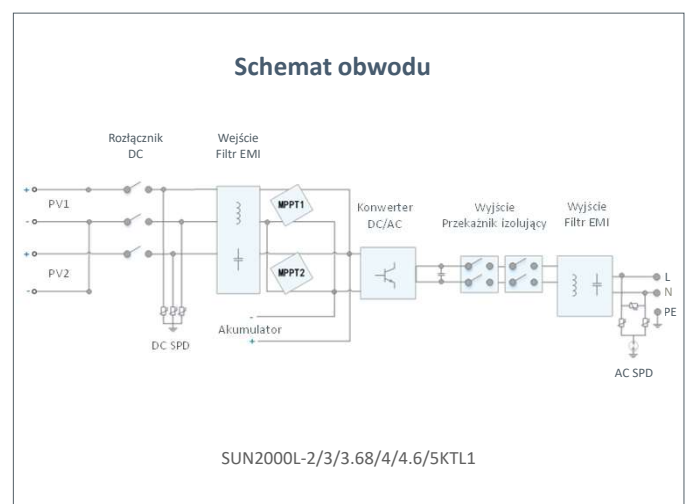 Schemat obwodu
Rozłącznik
DC
Wejście
Filtr EMI
+
PV1
-
+
PV2
-
MPPT1
MPPT2
Konwerter
DC/AC
Wyjście
Przekaźnik izolujący
Wyjście
Filtr EMI
L
N
PE
-
Akumulator
+
DC SPD
AC SPD
SUN2000L-2/3/3.68/4/4.6/5KTL1